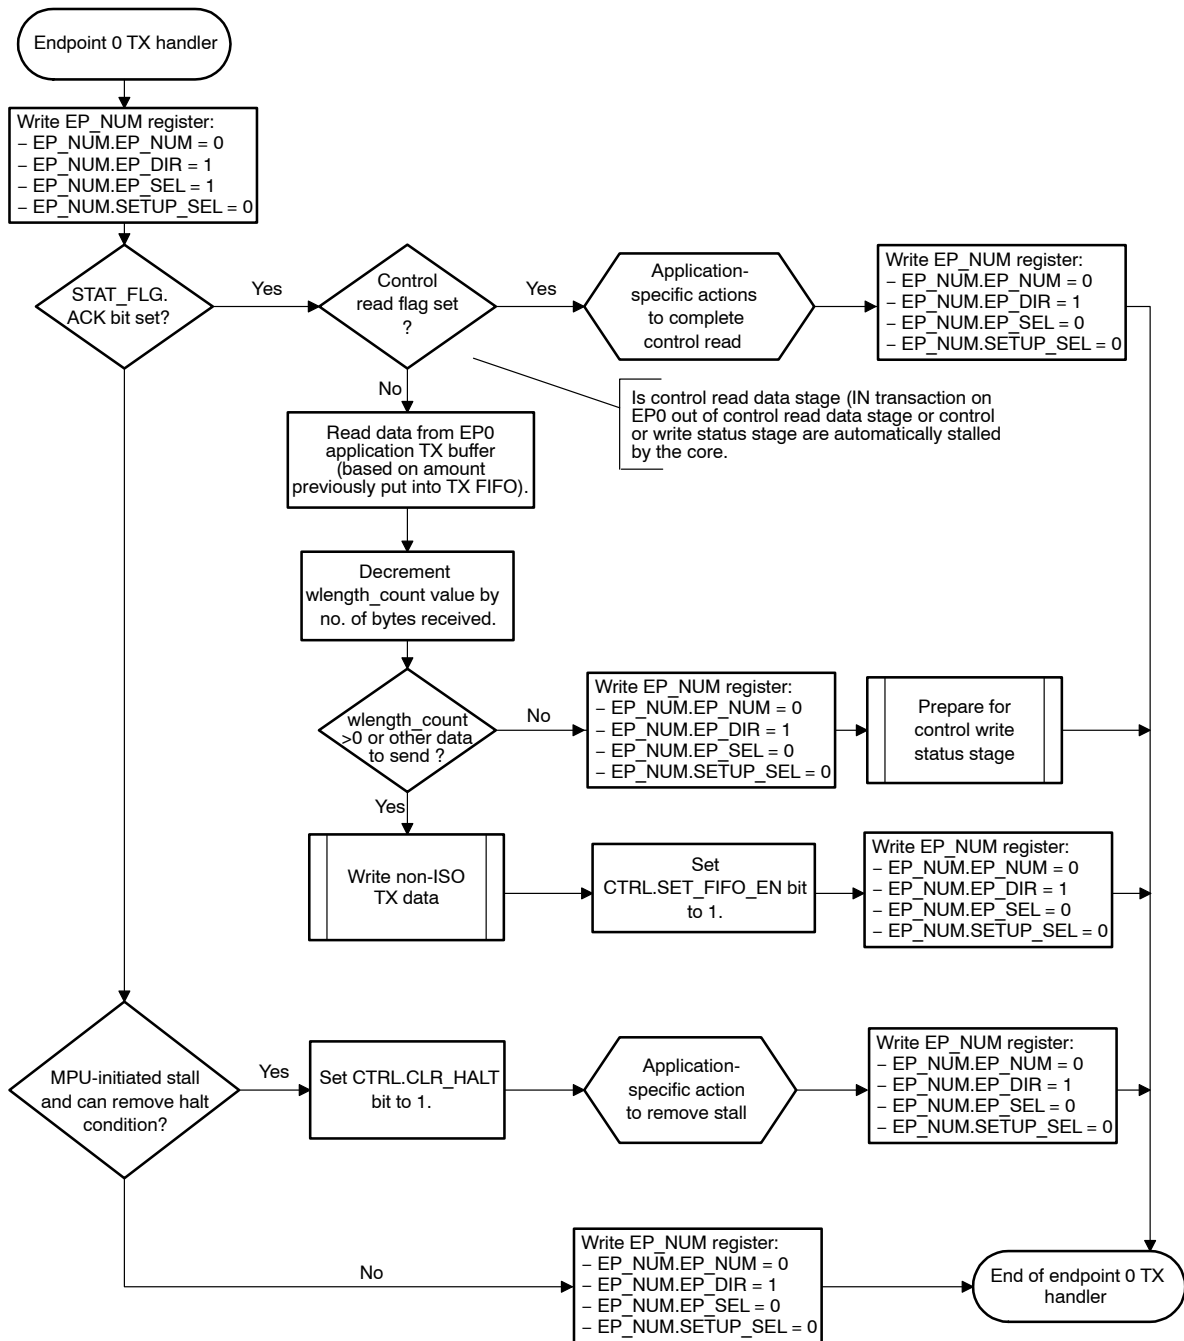 Endpoint 0 TX handler
Write EP_NUM register:
– EP_NUM.EP_NUM = 0
– EP_NUM.EP_DIR = 1
– EP_NUM.EP_SEL = 1
– EP_NUM.SETUP_SEL = 0
STAT_FLG.
ACK bit set?
Yes
Control
read flag set
?
Yes
Application-
specific actions
to complete
control read
Write EP_NUM register:
– EP_NUM.EP_NUM = 0
– EP_NUM.EP_DIR = 1
– EP_NUM.EP_SEL = 0
– EP_NUM.SETUP_SEL = 0
No
Is control read data stage (IN transaction on
EP0 out of control read data stage or control
or write status stage are automatically stalled
by the core.
Read data from EP0
application TX buffer
(based on amount
previously put into TX FIFO).
Decrement
wlength_count value by
no. of bytes received.
wlength_count
>0 or other data
to send ?
No
Write EP_NUM register:
– EP_NUM.EP_NUM = 0
– EP_NUM.EP_DIR = 1
– EP_NUM.EP_SEL = 0
– EP_NUM.SETUP_SEL = 0
Prepare for
control write
status stage
Yes
Write non-ISO
TX data
Set
CTRL.SET_FIFO_EN bit
to 1.
Write EP_NUM register:
– EP_NUM.EP_NUM = 0
– EP_NUM.EP_DIR = 1
– EP_NUM.EP_SEL = 0
– EP_NUM.SETUP_SEL = 0
MPU-initiated stall
and can remove halt
condition?
Yes
Set CTRL.CLR_HALT
bit to 1.
Application-
specific action
to remove stall
Write EP_NUM register:
– EP_NUM.EP_NUM = 0
– EP_NUM.EP_DIR = 1
– EP_NUM.EP_SEL = 0
– EP_NUM.SETUP_SEL = 0
No
Write EP_NUM register:
– EP_NUM.EP_NUM = 0
– EP_NUM.EP_DIR = 1
– EP_NUM.EP_SEL = 0
– EP_NUM.SETUP_SEL = 0
End of endpoint 0 TX
handler